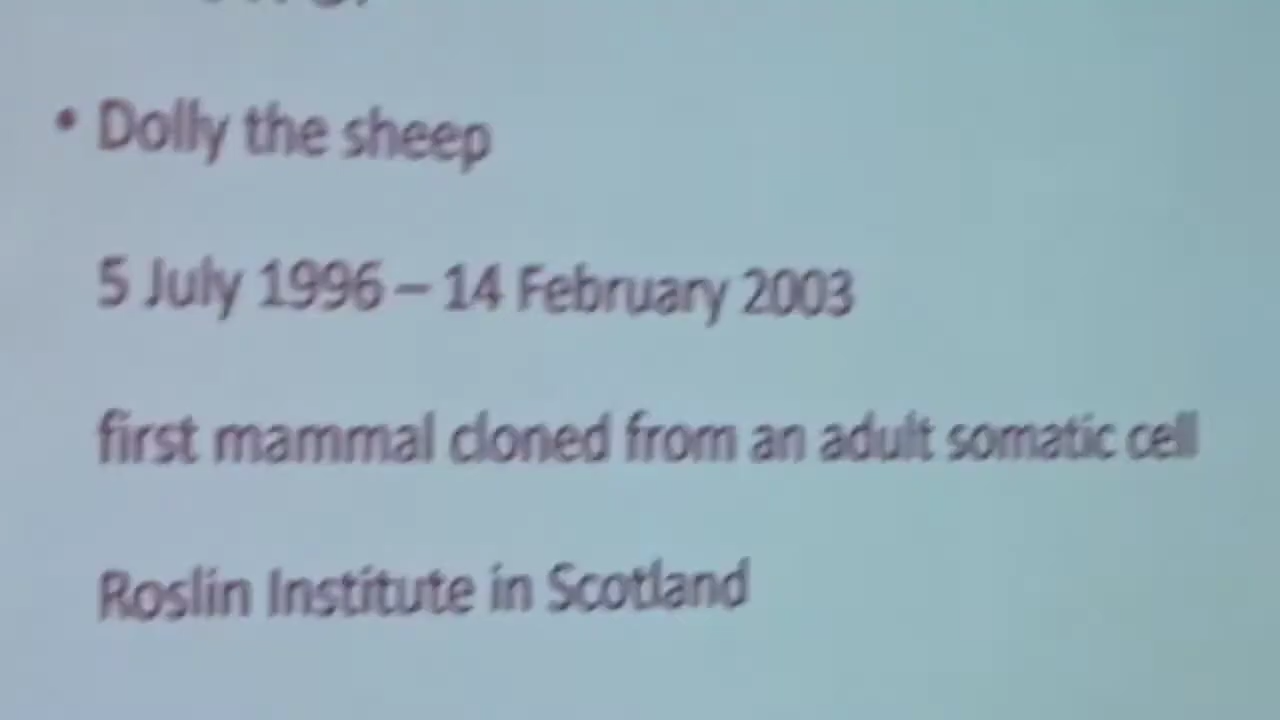 • Dolly the sheep
5 July 1996 – 14 February 2003
first mammal cloned from an adult somatic cell
Roslin Institute in Scotland